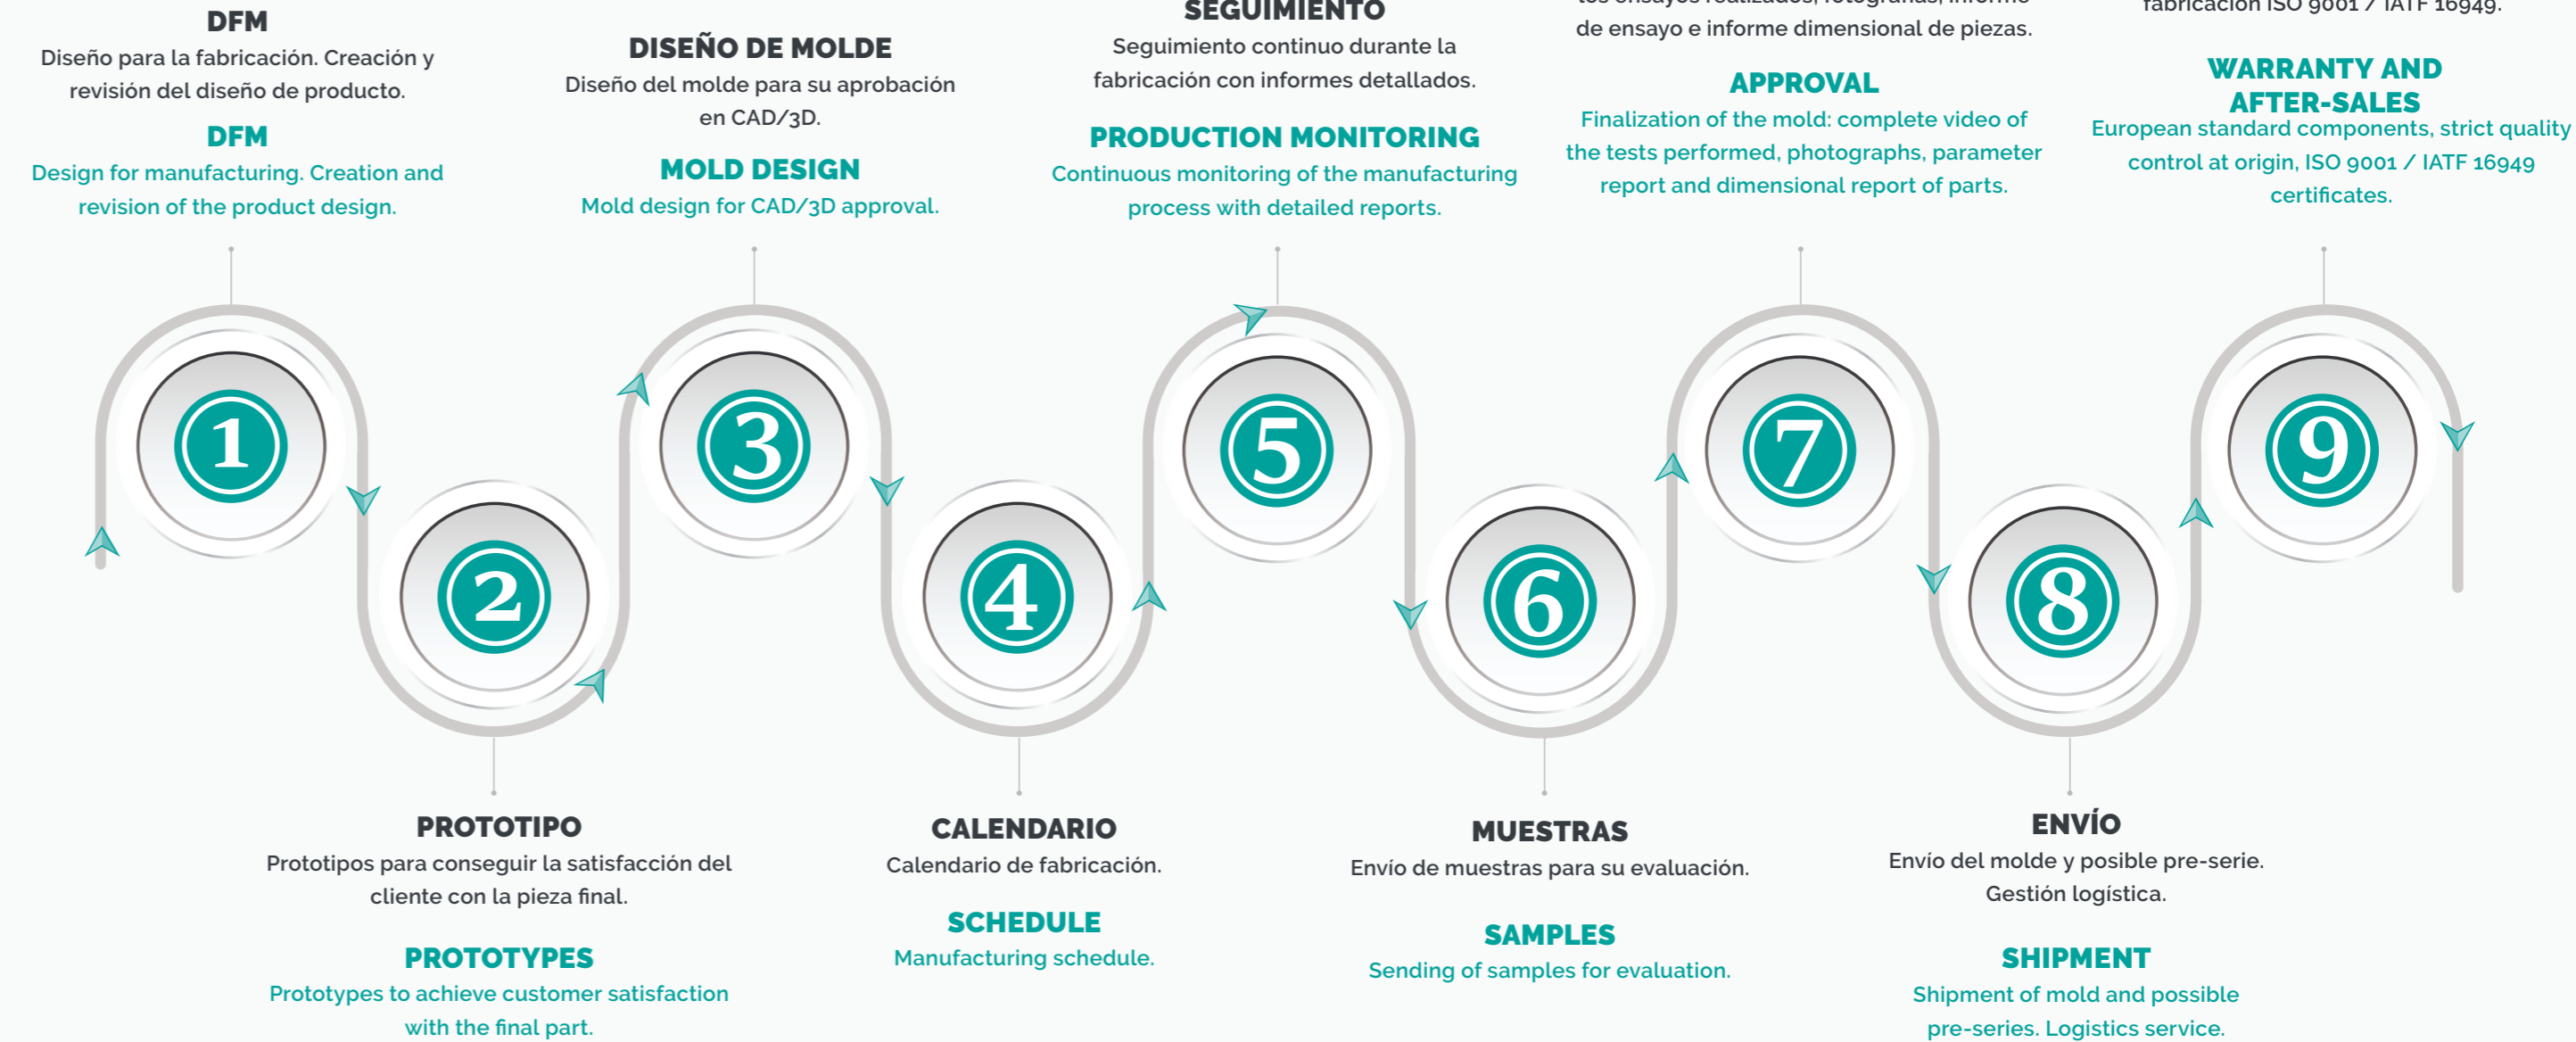 DFM
Diseño para la fabricación. Creación y
revisión del diseño de producto.
DFM
Design for manufacturing. Creation and
revision of the product design.
DISEÑO DE MOLDE
Diseño del molde para su aprobación
en CAD/3D.
MOLD DESIGN
Mold design for CAD/3D approval.
SEGUIMIENTO
Seguimiento continuo durante la
fabricación con informes detallados.
PRODUCTION MONITORING
Continuous monitoring of the manufacturing
process with detailed reports.
los ensayos realizados, fotografías, informe
de ensayo e informe dimensional de piezas.
APPROVAL
Finalization of the mold: complete video of
the tests performed, photographs, parameter
report and dimensional report of parts.
fabricación ISO 9001 / IATF 16949.
WARRANTY AND
AFTER-SALES
European standard components, strict quality
control at origin, ISO 9001 / IATF 16949
certificates.
1
2
3
4
5
6
7
8
9
PROTOTIPO
Prototipos para conseguir la satisfacción del
cliente con la pieza final.
PROTOTYPES
Prototypes to achieve customer satisfaction
with the final part.
CALENDARIO
Calendario de fabricación.
SCHEDULE
Manufacturing schedule.
MUESTRAS
Envío de muestras para su evaluación.
SAMPLES
Sending of samples for evaluation.
ENVÍO
Envío del molde y posible pre-serie.
Gestión logística.
SHIPMENT
Shipment of mold and possible
pre-series. Logistics service.